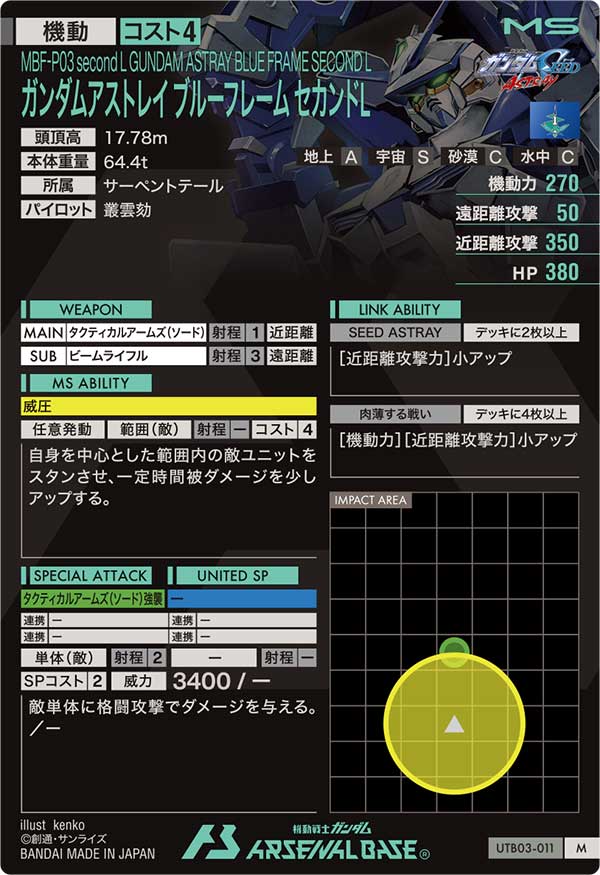 機動 コスト4 MS
MBF-P03 second L GUNDAM ASTRAY BLUE FRAME SECOND L
ガンダムアストレイ ブルーフレーム セカンドL
ガンダムSEED ASTRAY
頭頂高 17.78m
本体重量 64.4t
所属 サーペントテール
パイロット 叢雲劾
地上 A 宇宙 S 砂漠 C 水中 C
機動力 270
遠距離攻撃 50
近距離攻撃 350
HP 380
WEAPON
MAIN タクティカルアームズ(ソード) 射程 1 近距離
SUB ビームライフル 射程 3 遠距離
MS ABILITY
威圧
任意発動 範囲(敵) 射程 ー コスト 4
自身を中心とした範囲内の敵ユニットを
スタンさせ、一定時間被ダメージを少し
アップする。
LINK ABILITY
SEED ASTRAY デッキに2枚以上
[近距離攻撃力]小アップ
肉薄する戦い デッキに4枚以上
[機動力][近距離攻撃力]小アップ
IMPACT AREA
SPECIAL ATTACK UNITED SP
タクティカルアームズ(ソード)強襲 ー
連携 ー 連携 ー
連携 ー 連携 ー
単体(敵) 射程 2 ー 射程 ー
SPコスト 2 威力 3400 / ー
敵単体に格闘攻撃でダメージを与える。
/ー
illust kenko
©創通・サンライズ
BANDAI MADE IN JAPAN
機動戦士ガンダム
ARSENAL BASE ®
UTB03-011 M